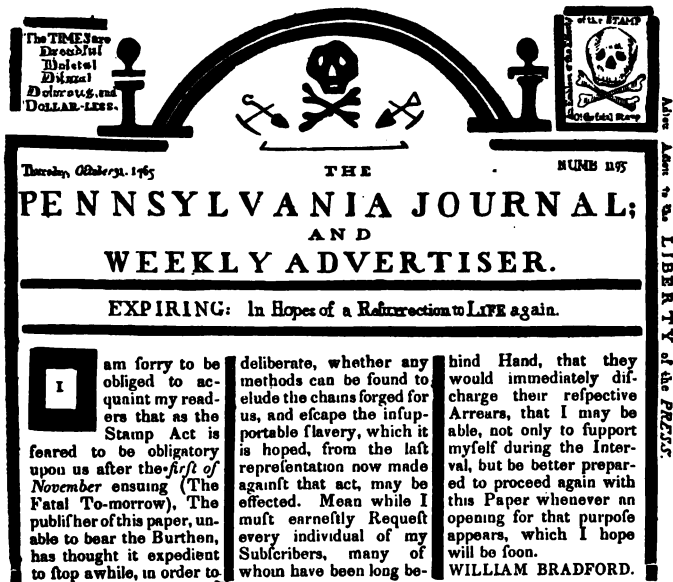 The TIMES are
Dreadful
Dismal
Dolorous, and
DOLLAR-LESS.
of the STAMP
O! the fatal Stamp
Adieu Adieu to the LIBERTY of the PRESS.
Thursday, October 31. 1765
THE
NUMB 1195
PENNSYLVANIA JOURNAL;
AND
WEEKLY ADVERTISER.
EXPIRING: In Hopes of a Resurrection to LIFE again.
I am ſorry to be
obliged to ac-
quaint my read-
ers that as the
Stamp Act is
feared to be obligatory
upon us after the firſt of
November enſuing (The
Fatal To-morrow), The
publiſher of this paper, un-
able to bear the Burthen,
has thought it expedient
to ſtop awhile, in order to
deliberate, whether any
methods can be found to
elude the chains forged for
us, and eſcape the inſup-
portable ſlavery, which it
is hoped, from the laſt
repreſentation now made
againſt that act, may be
effected. Mean while I
muſt earneſtly Requeſt
every individual of my
Subſcribers, many of
whom have been long be-
hind Hand, that they
would immediately diſ-
charge their reſpective
Arrears, that I may be
able, not only to ſupport
myſelf during the Inter-
val, but be better prepar-
ed to proceed again with
this Paper whenever an
opening for that purpoſe
appears, which I hope
will be ſoon.
WILLIAM BRADFORD.